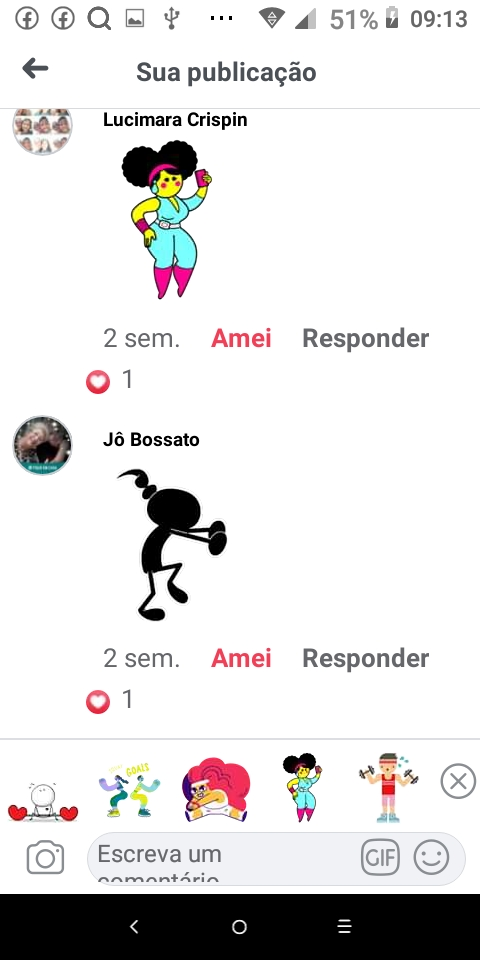 51% 09:13
Sua publicação
Lucimara Crispin
2 sem. Amei Responder
1
Jô Bossato
2 sem. Amei Responder
1
GOALS
Escreva um
comentário
GIF